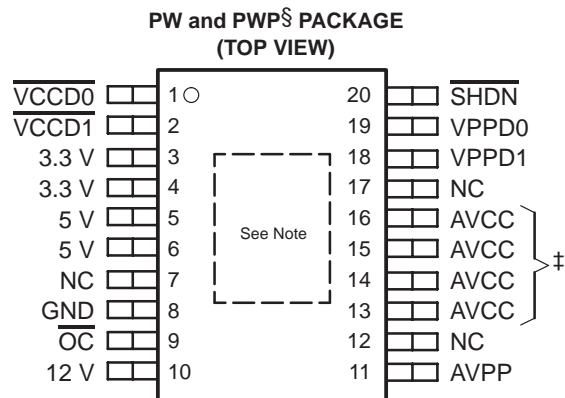 PW and PWP§ PACKAGE
(TOP VIEW)
VCCD0 1 20 SHDN
VCCD1 2 19 VPPD0
3.3 V 3 18 VPPD1
3.3 V 4 17 NC
5 V 5 16 AVCC
5 V 6 See Note 15 AVCC ‡
NC 7 14 AVCC
GND 8 13 AVCC
OC 9 12 NC
12 V 10 11 AVPP